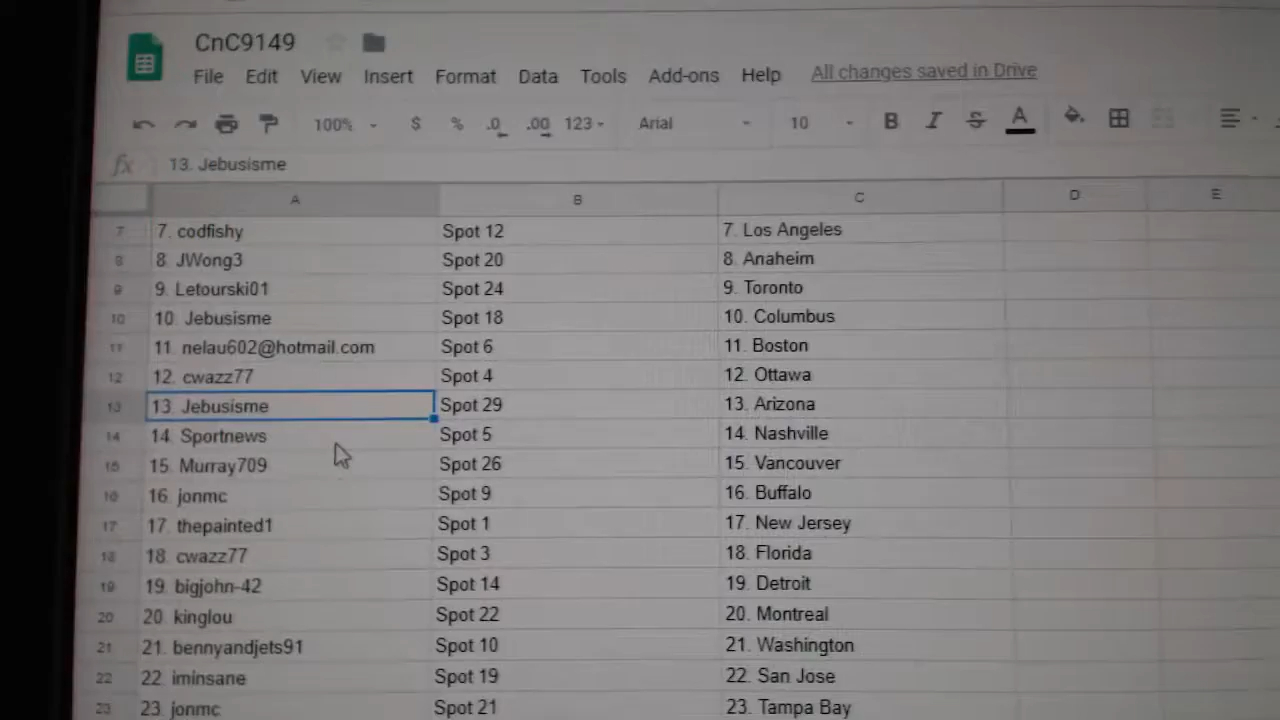 CnC9149
File Edit View Insert Format Data Tools Add-ons Help All changes saved in Drive
100% $ % .0 .00 123 Arial 10 B I S A
fx 13. Jebusisme
A B C D E
7 7. codfishy Spot 12 7. Los Angeles
8 8. JWong3 Spot 20 8. Anaheim
9 9. Letourski01 Spot 24 9. Toronto
10 10. Jebusisme Spot 18 10. Columbus
11 11. nelau602@hotmail.com Spot 6 11. Boston
12 12. cwazz77 Spot 4 12. Ottawa
13 13. Jebusisme Spot 29 13. Arizona
14 14. Sportnews Spot 5 14. Nashville
15 15. Murray709 Spot 26 15. Vancouver
16 16. jonmc Spot 9 16. Buffalo
17 17. thepainted1 Spot 1 17. New Jersey
18 18. cwazz77 Spot 3 18. Florida
19 19. bigjohn-42 Spot 14 19. Detroit
20 20. kinglou Spot 22 20. Montreal
21 21. bennyandjets91 Spot 10 21. Washington
22 22. iminsane Spot 19 22. San Jose
23 23. jonmc Spot 21 23. Tampa Bay